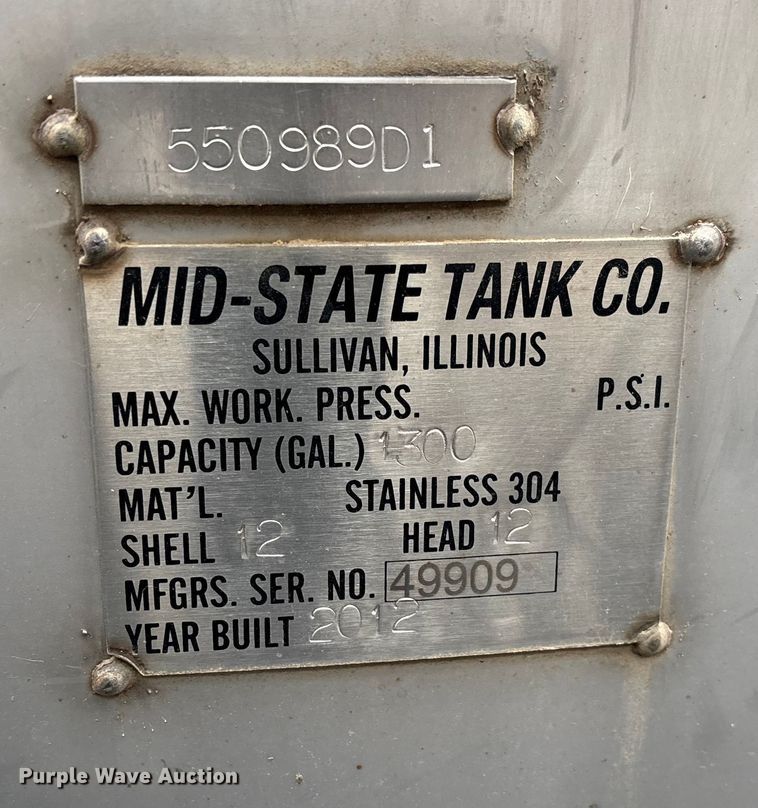 550989D1
MID-STATE TANK CO.
SULLIVAN, ILLINOIS
MAX. WORK. PRESS. P.S.I.
CAPACITY (GAL.) 1300
MAT'L. STAINLESS 304
SHELL 12 HEAD 12
MFGRS. SER. NO. 49909
YEAR BUILT 2012
Purple Wave Auction